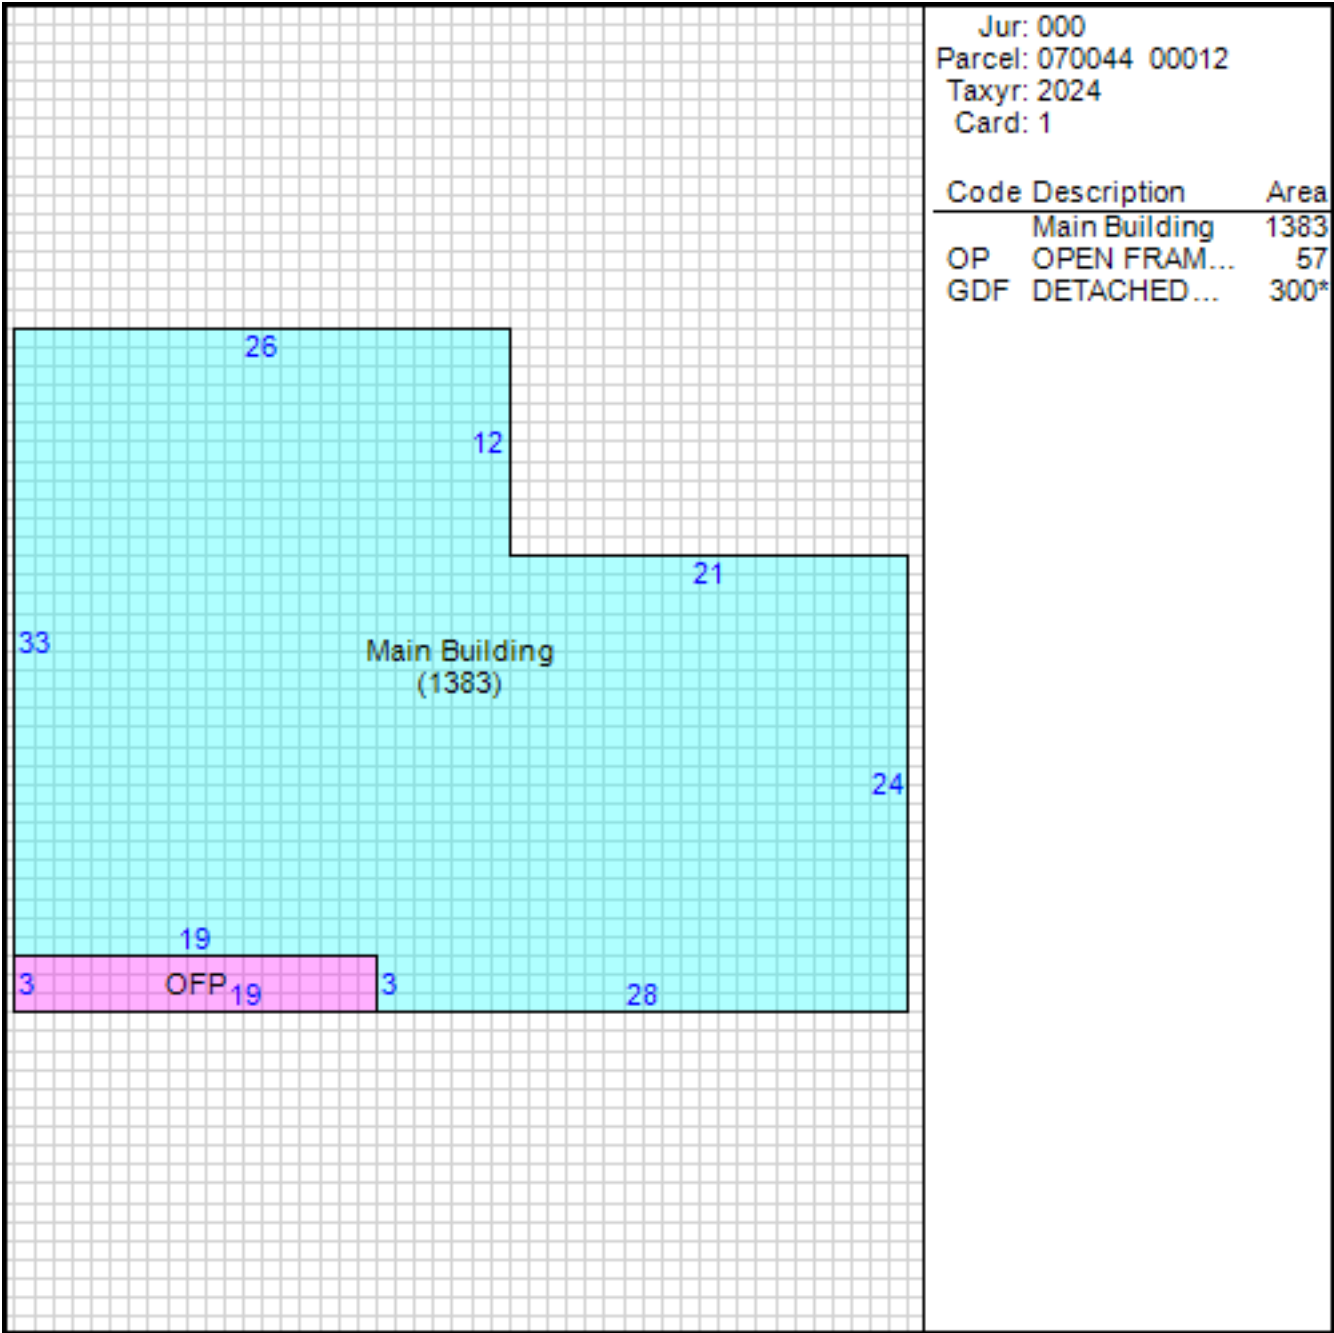 Jur: 000
Parcel: 070044 00012
Taxyr: 2024
Card: 1
Code Description Area
Main Building 1383
OP OPEN FRAM... 57
GDF DETACHED... 300*
26
12
21
33
Main Building
(1383)
24
19
3 OFP 19 3 28